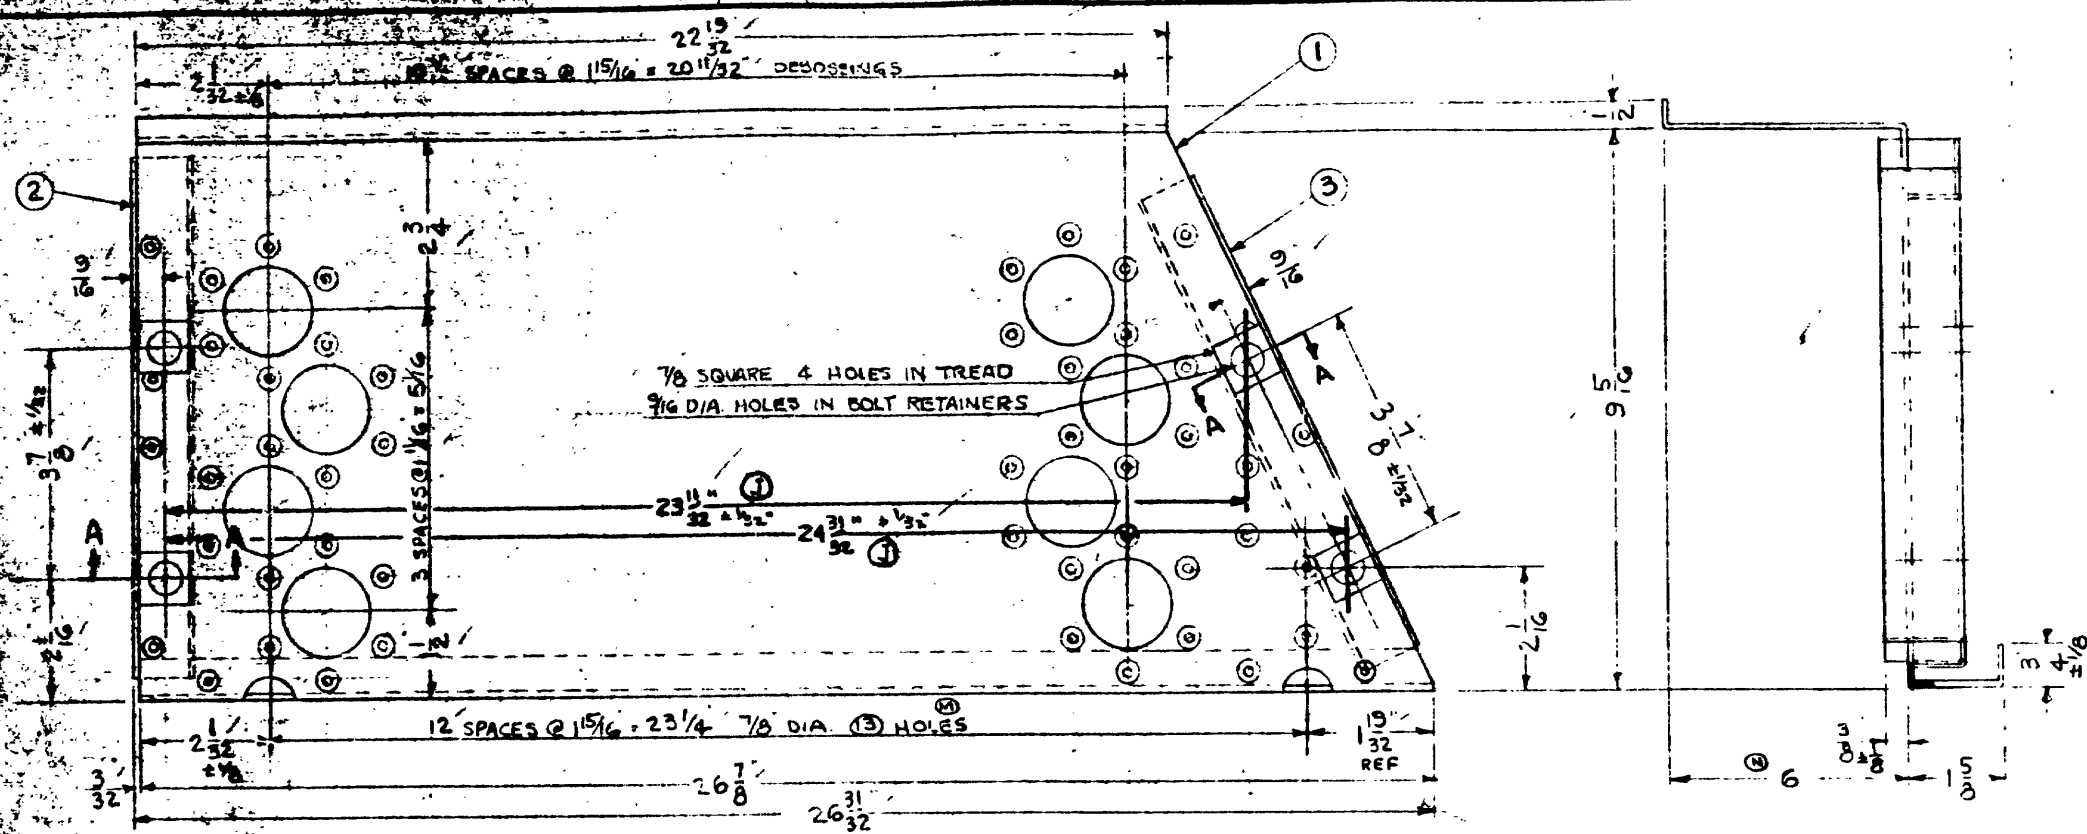 22 19/32
2 1/32 ± 1/8
SPACES @ 1 15/16 = 20 11/32" DEBOSSINGS
1
1/2
2
3
2 3/4
9/16
9/16
7/8 SQUARE 4 HOLES IN TREAD
9/16 DIA. HOLES IN BOLT RETAINERS
A
A
3 7/8 ± 1/32
3 7/8 ± 1/32
3 SPACES @ 1 11/16 = 5 1/16
9 5/16
23 11/32" ± 1/32" J
24 31/32" ± 1/32" J
A
A
2 1/16
1 1/2
2 1/16
3/4 ± 1/8
12 SPACES @ 1 15/16 = 23 1/4 7/8 DIA. (13) HOLES M
2 1/32 ± 1/8
1 19/32 REF
3/8 ± 1/8
3/32
26 7/8
N 6
1 5/8
26 31/32